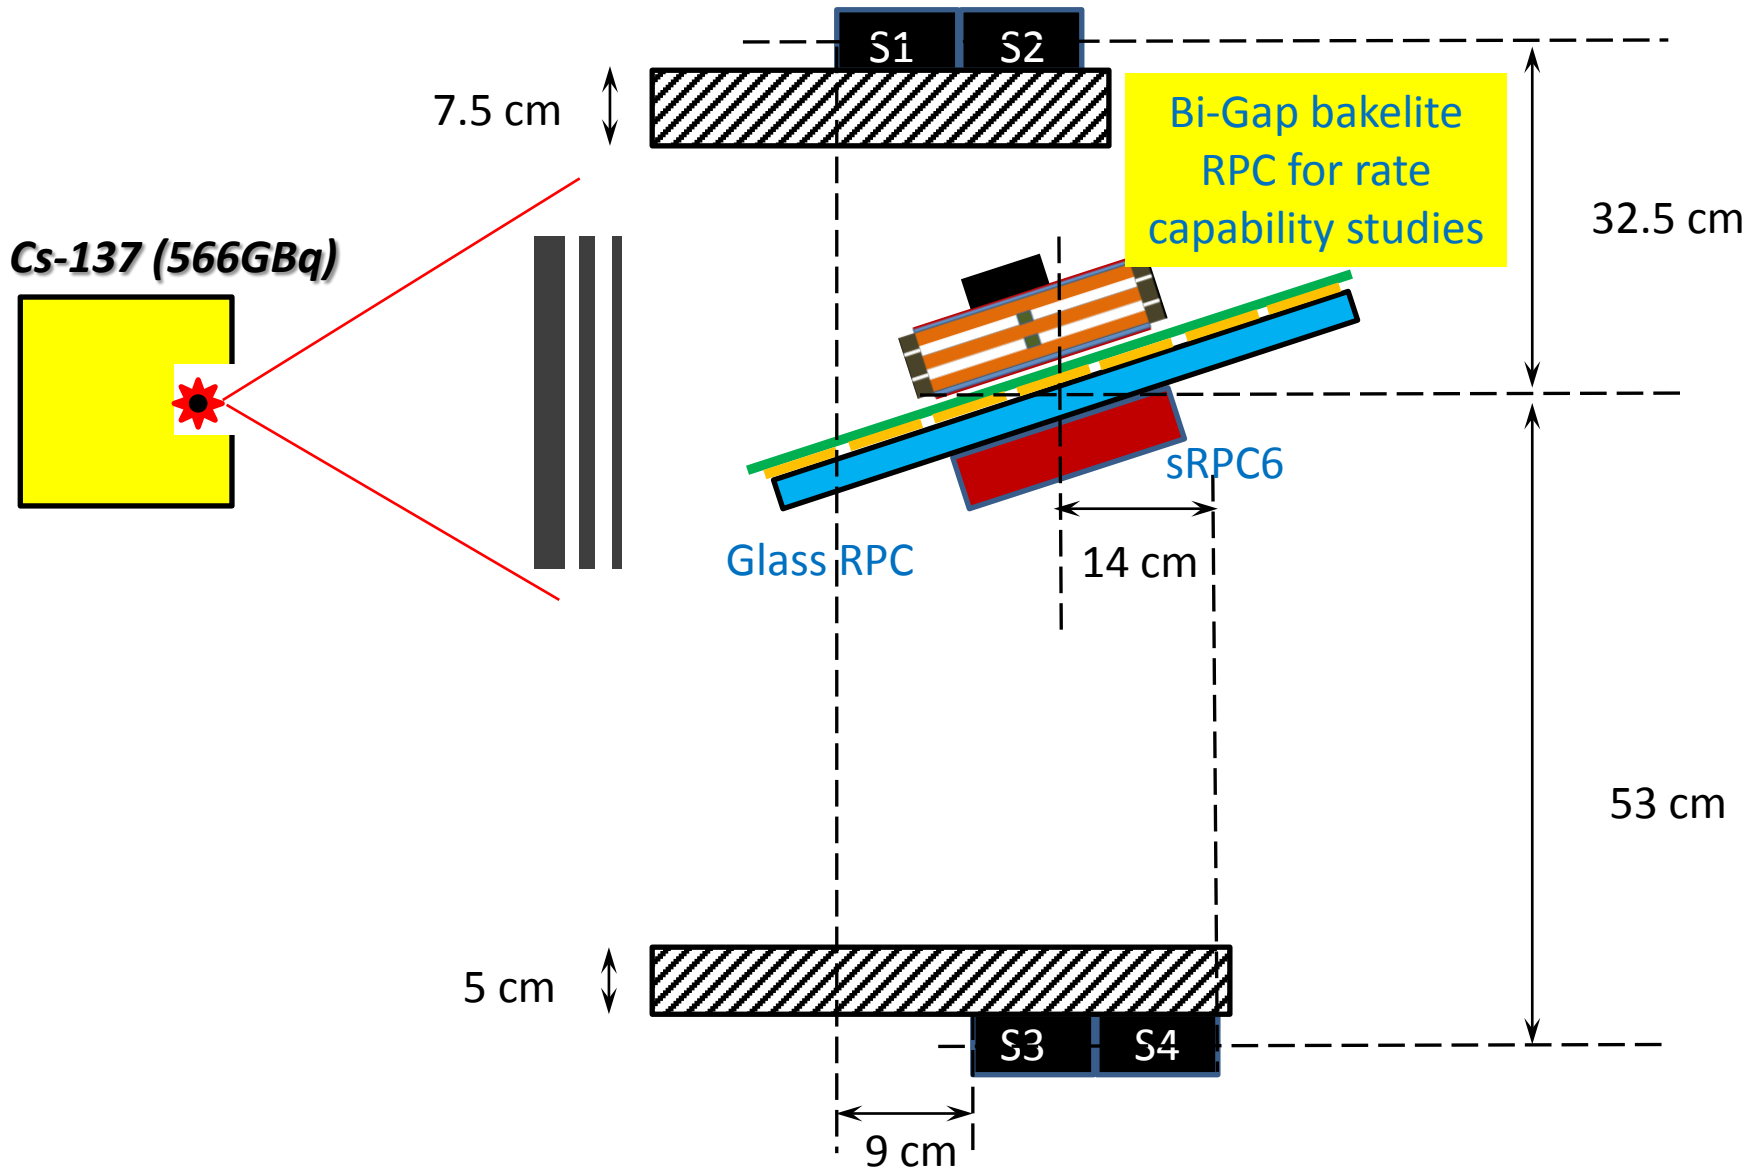 S1 S2
7.5 cm
Bi-Gap bakelite
RPC for rate
capability studies
32.5 cm
Cs-137 (566GBq)
sRPC6
Glass RPC
14 cm
53 cm
5 cm
S3 S4
9 cm